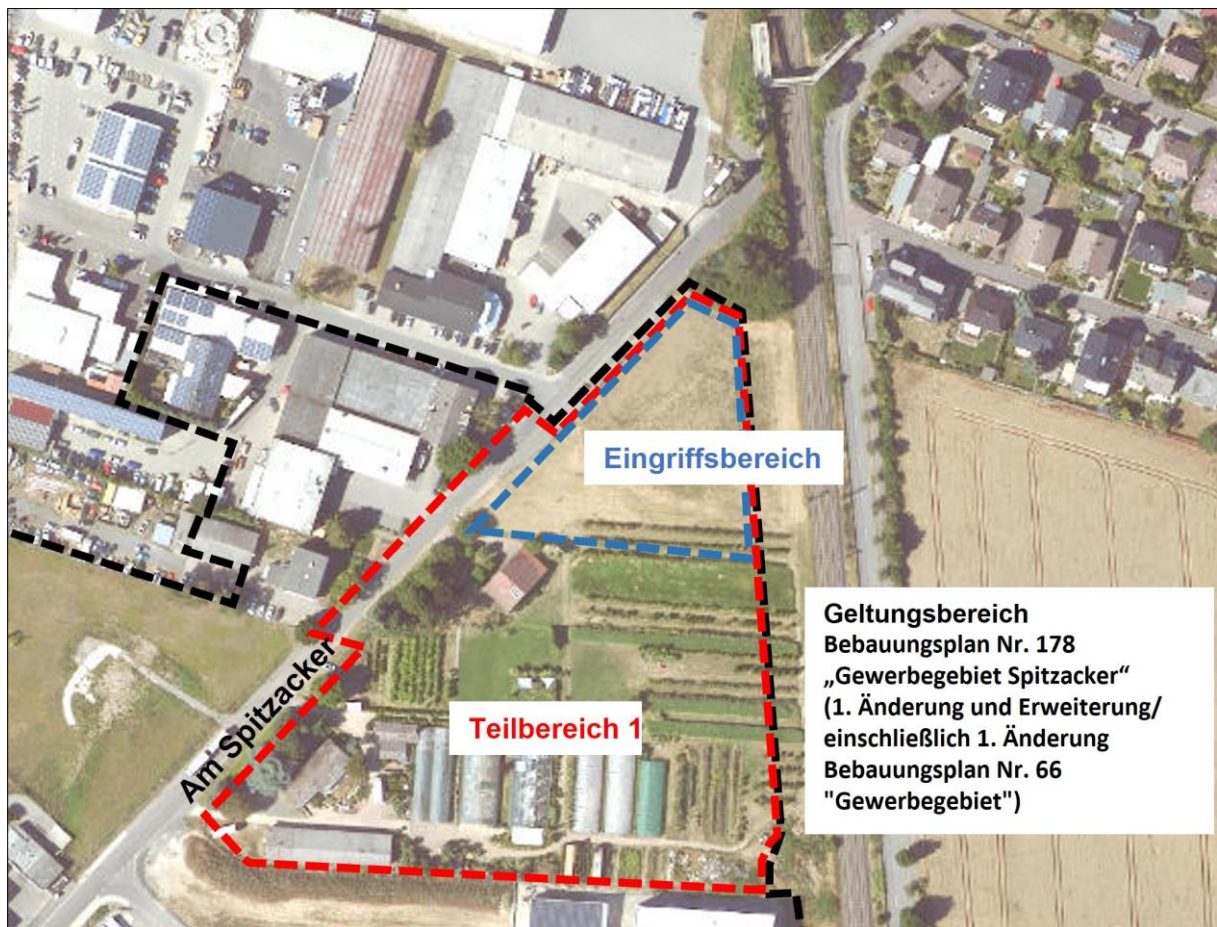 Eingriffsbereich
Am Spitzacker
Teilbereich 1
Geltungsbereich
Bebauungsplan Nr. 178
„Gewerbegebiet Spitzacker“
(1. Änderung und Erweiterung/
einschließlich 1. Änderung
Bebauungsplan Nr. 66
"Gewerbegebiet")